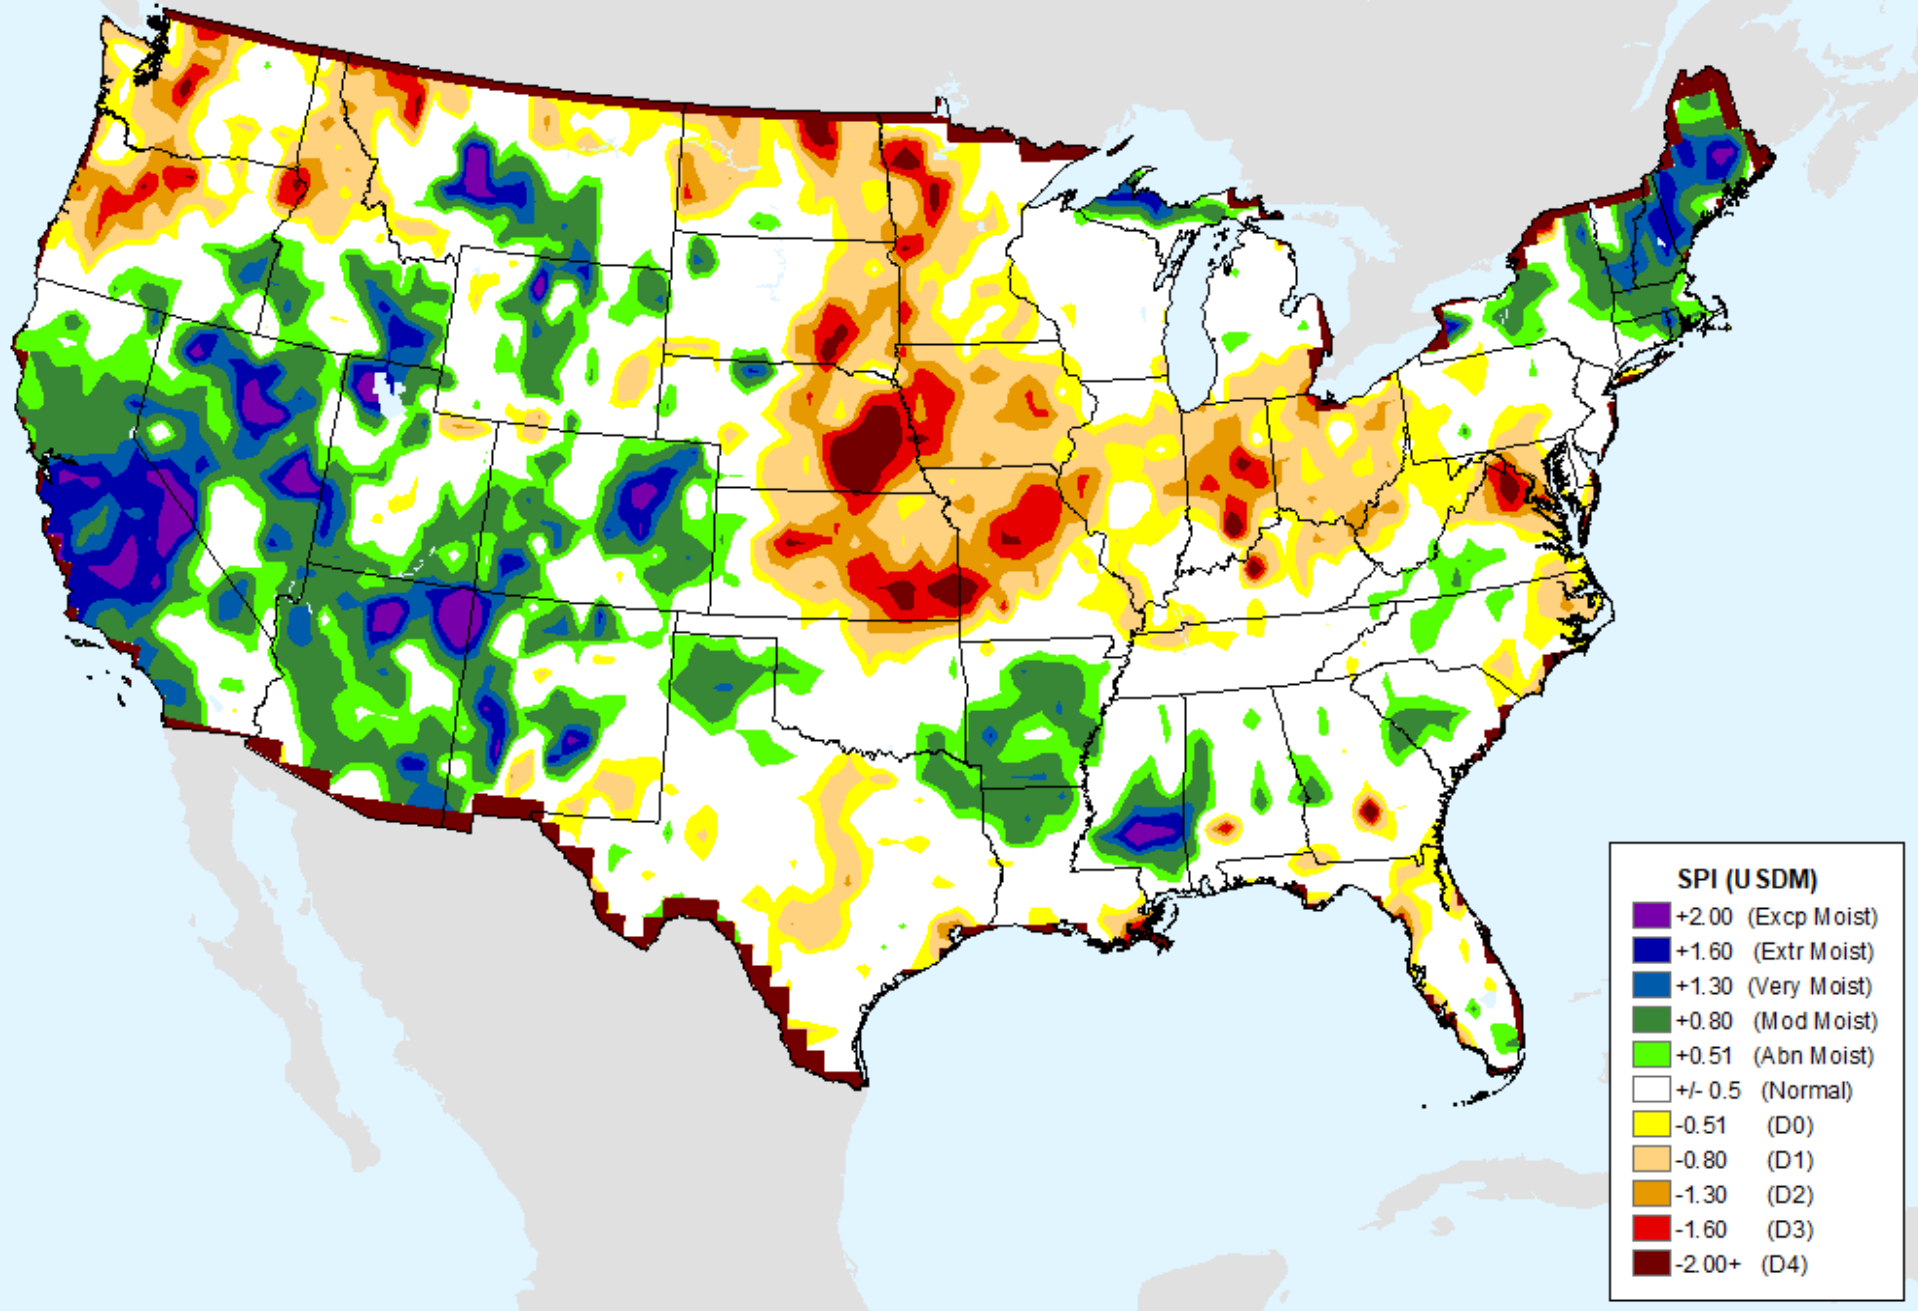 SPI (USDM)
+2.00 (Excp Moist)
+1.60 (Extr Moist)
+1.30 (Very Moist)
+0.80 (Mod Moist)
+0.51 (Abn Moist)
+/- 0.5 (Normal)
-0.51 (D0)
-0.80 (D1)
-1.30 (D2)
-1.60 (D3)
-2.00+ (D4)